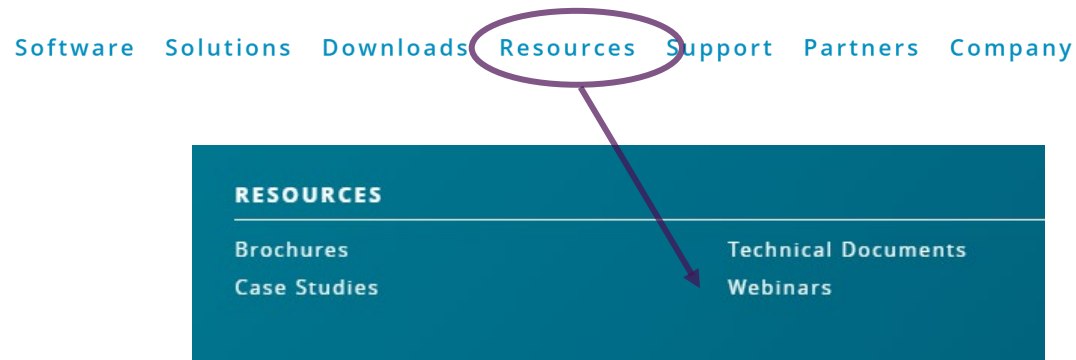 Software Solutions Downloads Resources Support Partners Company
RESOURCES
Brochures Technical Documents
Case Studies Webinars